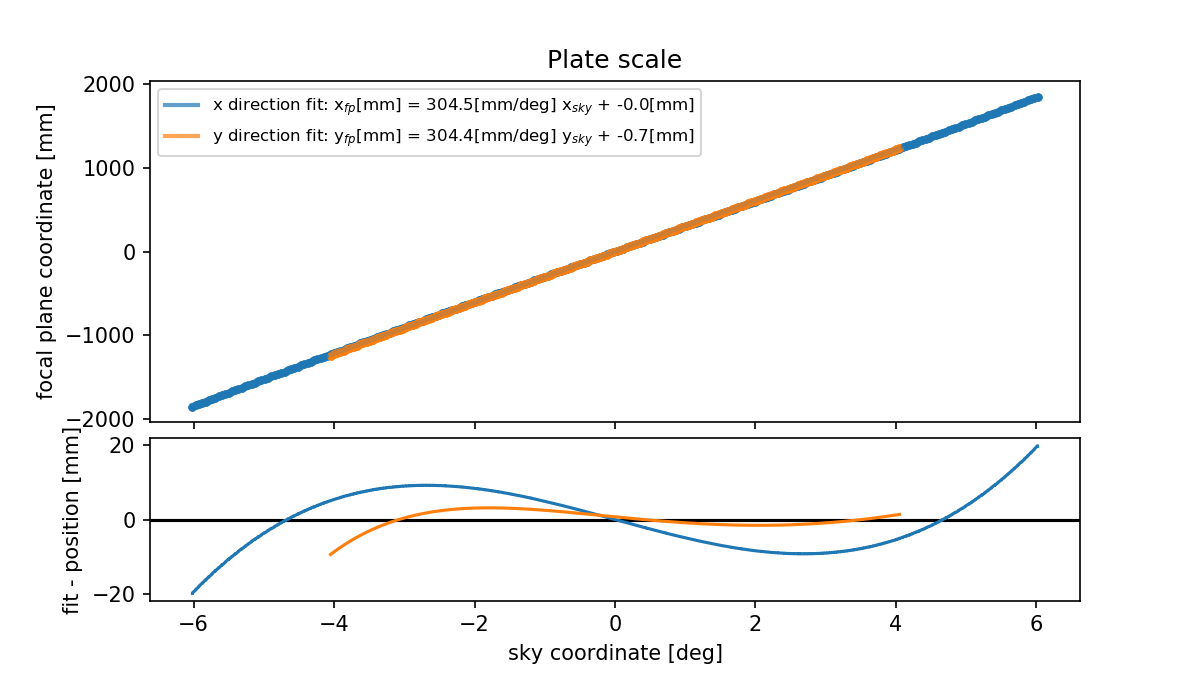 Plate scale
x direction fit: x_fp[mm] = 304.5[mm/deg] x_sky + -0.0[mm]
y direction fit: y_fp[mm] = 304.4[mm/deg] y_sky + -0.7[mm]
focal plane coordinate [mm]
2000
1000
0
−1000
−2000
fit - position [mm]
20
0
−20
−6
−4
−2
0
2
4
6
sky coordinate [deg]